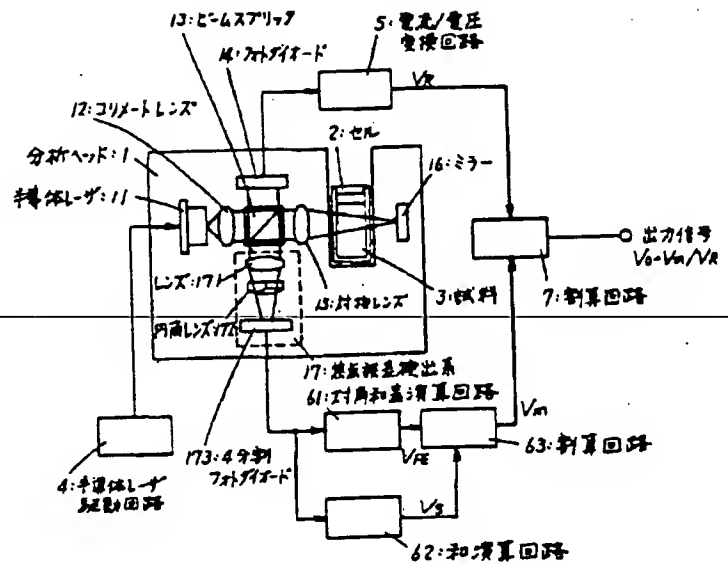 13:ビームスプリッタ
14:フォトダイオード
5:電流/電圧
変換回路
VR
12:コリメートレンズ
2:セル
16:ミラー
分析ヘッド:1
半導体レーザ:11
出力信号
V0=Vm/VR
レンズ:171
15:対物レンズ
3:試料
7:割算回路
円筒レンズ172
17:焦点誤差検出系
61:対角和差演算回路
Vm
173:4分割
フォトダイオード
VFE
63:割算回路
4:半導体レーザ
駆動回路
VS
62:和演算回路